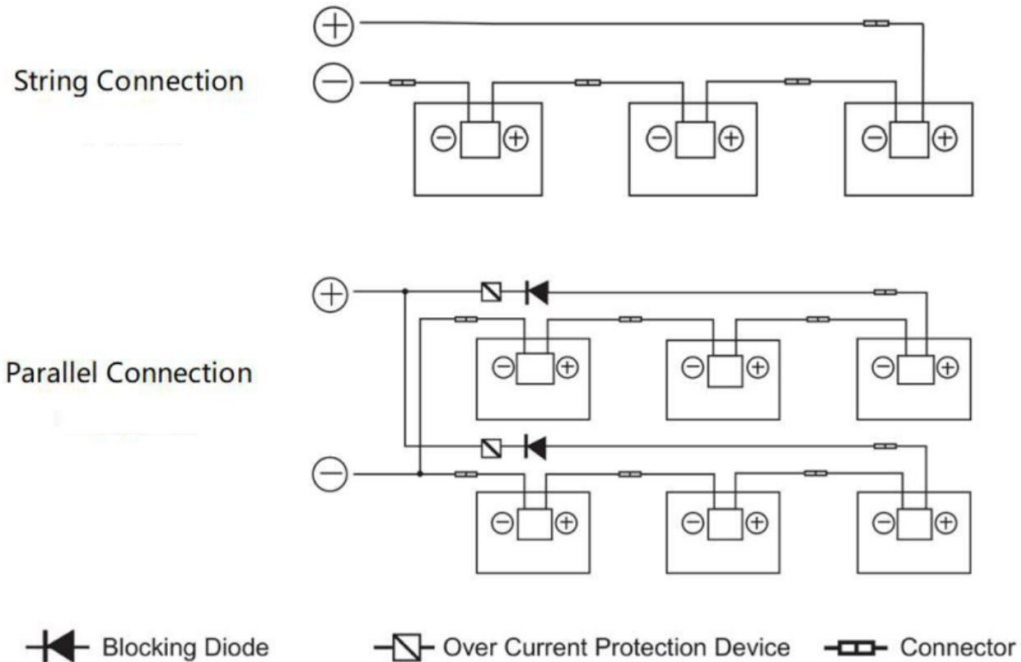 String Connection
Parallel Connection
Blocking Diode
Over Current Protection Device
Connector